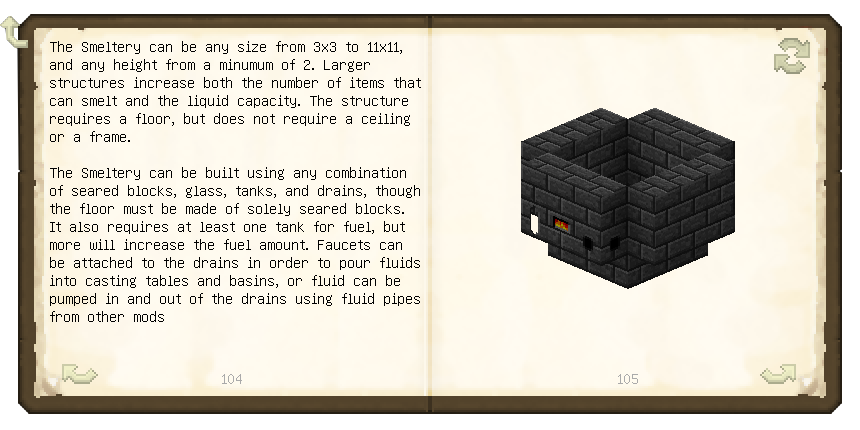 The Smeltery can be any size from 3x3 to 11x11,
and any height from a minumum of 2. Larger
structures increase both the number of items that
can smelt and the liquid capacity. The structure
requires a floor, but does not require a ceiling
or a frame.
The Smeltery can be built using any combination
of seared blocks, glass, tanks, and drains, though
the floor must be made of solely seared blocks.
It also requires at least one tank for fuel, but
more will increase the fuel amount. Faucets can
be attached to the drains in order to pour fluids
into casting tables and basins, or fluid can be
pumped in and out of the drains using fluid pipes
from other mods
104
105